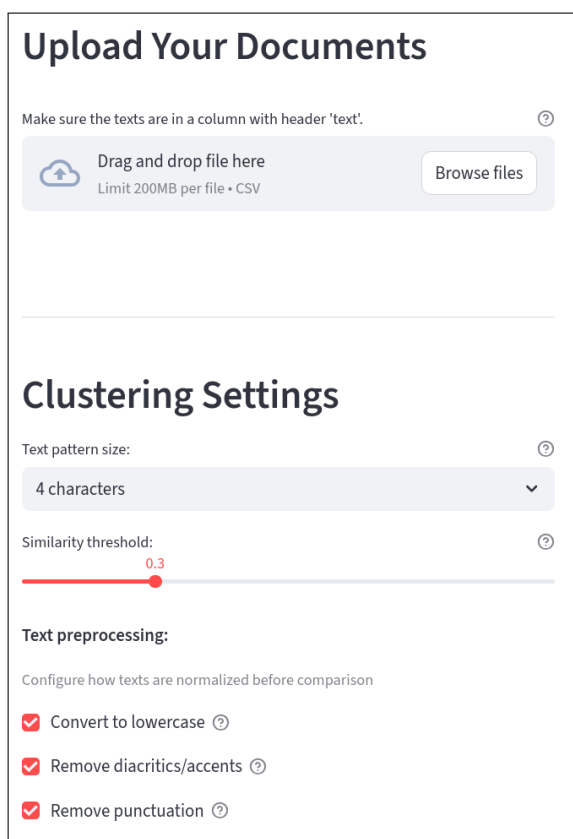 Upload Your Documents
Make sure the texts are in a column with header 'text'.
Drag and drop file here
Limit 200MB per file • CSV
Browse files
Clustering Settings
Text pattern size:
4 characters
Similarity threshold:
0.3
Text preprocessing:
Configure how texts are normalized before comparison
Convert to lowercase
Remove diacritics/accents
Remove punctuation